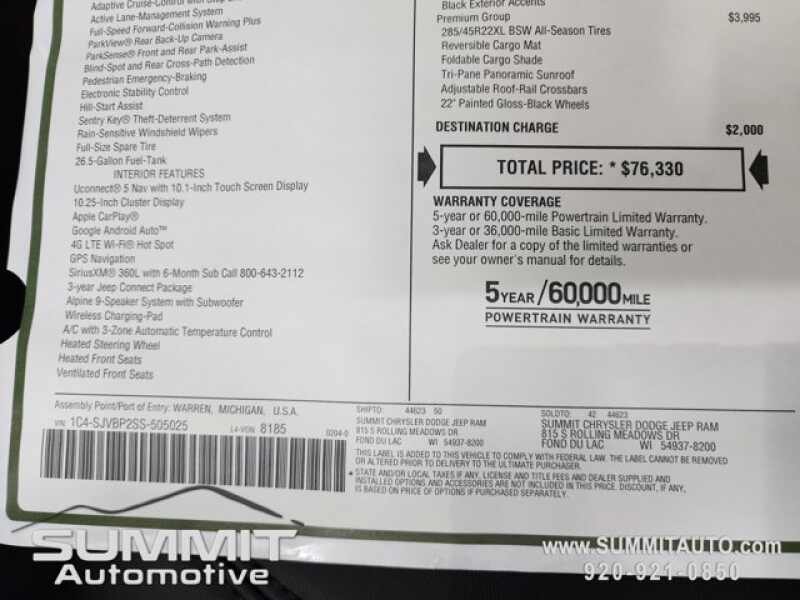 Adaptive Cruise-Control with Stop
Active Lane-Management System
Full-Speed Forward-Collision Warning Plus
ParkView® Rear Back-Up Camera
ParkSense® Front and Rear Park-Assist
Blind-Spot and Rear Cross-Path Detection
Pedestrian Emergency-Braking
Electronic Stability Control
Hill-Start Assist
Sentry Key® Theft-Deterrent System
Rain-Sensitive Windshield Wipers
Full-Size Spare Tire
26.5-Gallon Fuel-Tank
INTERIOR FEATURES
Uconnect® 5 Nav with 10.1-Inch Touch Screen Display
10.25-Inch Cluster Display
Apple CarPlay®
Google Android Auto™
4G LTE Wi-Fi® Hot Spot
GPS Navigation
SiriusXM® 360L with 6-Month Sub Call 800-643-2112
3-year Jeep Connect Package
Alpine 9-Speaker System with Subwoofer
Wireless Charging-Pad
A/C with 3-Zone Automatic Temperature Control
Heated Steering Wheel
Heated Front Seats
Ventilated Front Seats
Black Exterior Accents
Premium Group $3,995
285/45R22XL BSW All-Season Tires
Reversible Cargo Mat
Foldable Cargo Shade
Tri-Pane Panoramic Sunroof
Adjustable Roof-Rail Crossbars
22" Painted Gloss-Black Wheels
DESTINATION CHARGE $2,000
TOTAL PRICE: * $76,330
WARRANTY COVERAGE
5-year or 60,000-mile Powertrain Limited Warranty.
3-year or 36,000-mile Basic Limited Warranty.
Ask Dealer for a copy of the limited warranties or
see your owner's manual for details.
5 YEAR/60,000 MILE
POWERTRAIN WARRANTY
Assembly Point/Port of Entry: WARREN, MICHIGAN, U.S.A.
VIN: 1C4-SJVBP2SS-505025 L4-VON: 8185 0204-0
SHIPTO: 44623 50
SUMMIT CHRYSLER DODGE JEEP RAM
815 S ROLLING MEADOWS DR
FOND DU LAC WI 54937-8200
SOLDTO: 42 44623
SUMMIT CHRYSLER DODGE JEEP RAM
815 S ROLLING MEADOWS DR
FOND DU LAC WI 54937-8200
THIS LABEL IS ADDED TO THIS VEHICLE TO COMPLY WITH FEDERAL LAW. THE LABEL CANNOT BE REMOVED
OR ALTERED PRIOR TO DELIVERY TO THE ULTIMATE PURCHASER.
* STATE AND/OR LOCAL TAXES IF ANY, LICENSE AND TITLE FEES AND DEALER SUPPLIED AND
INSTALLED OPTIONS AND ACCESSORIES ARE NOT INCLUDED IN THIS PRICE. DISCOUNT, IF ANY,
IS BASED ON PRICE OF OPTIONS IF PURCHASED SEPARATELY.
SUMMIT
Automotive
www.SUMMITAUTO.com
920-921-0850